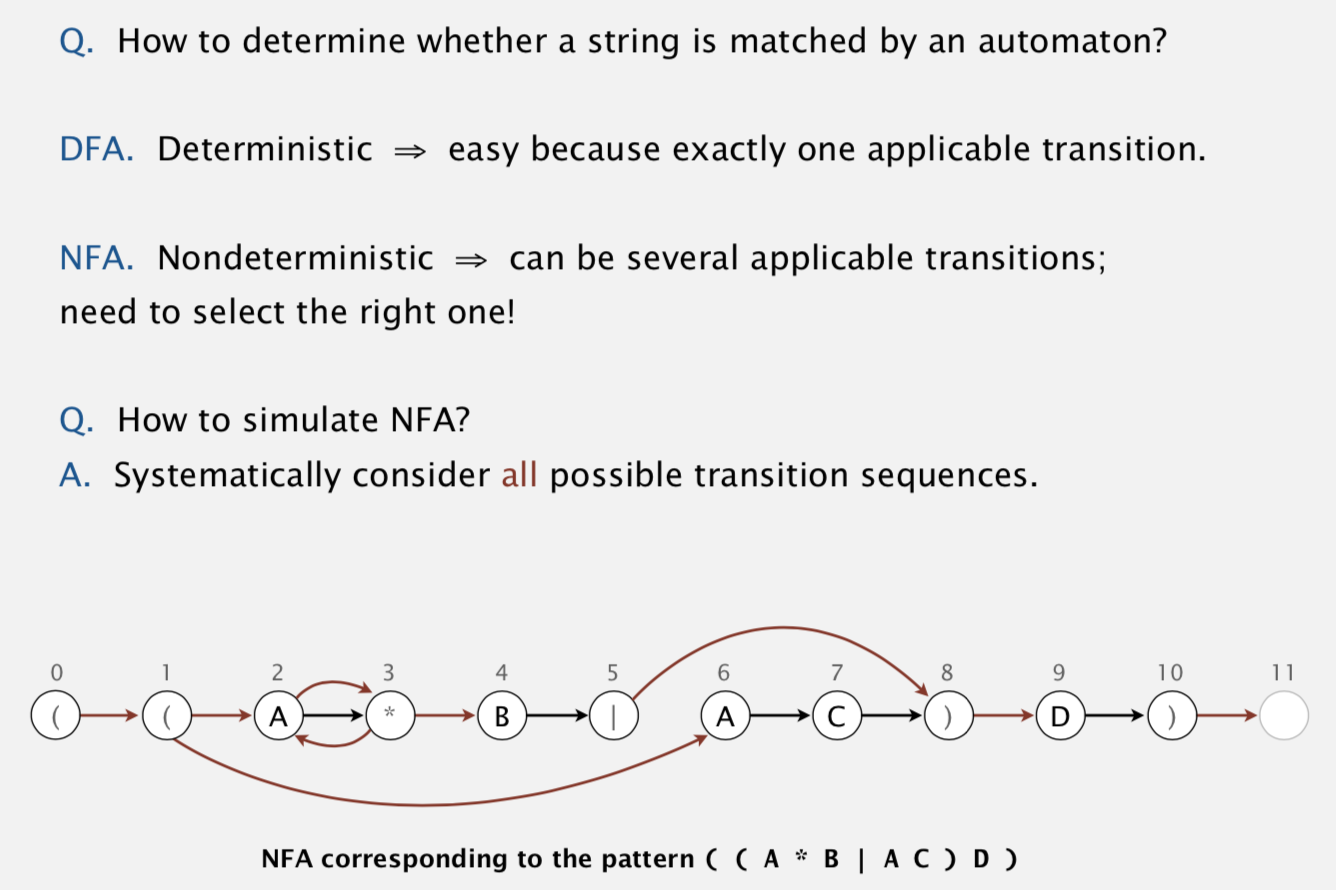 Q. How to determine whether a string is matched by an automaton?
DFA. Deterministic ⇒ easy because exactly one applicable transition.
NFA. Nondeterministic ⇒ can be several applicable transitions;
need to select the right one!
Q. How to simulate NFA?
A. Systematically consider all possible transition sequences.
0 1 2 3 4 5 6 7 8 9 10 11
( ( A * B | A C ) D )
NFA corresponding to the pattern ( ( A * B | A C ) D )